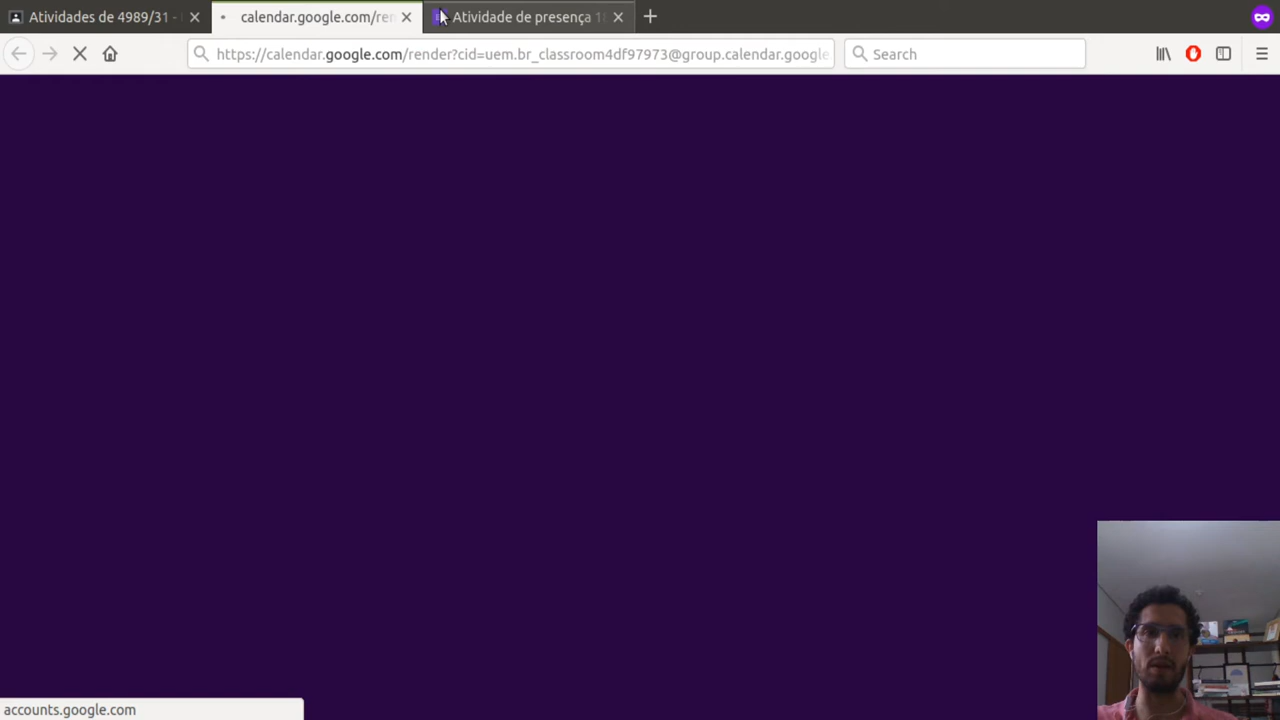 Atividades de 4989/31 -
calendar.google.com/ren
Atividade de presença 1
https://calendar.google.com/render?cid=uem.br_classroom4df97973@group.calendar.google
Search
accounts.google.com